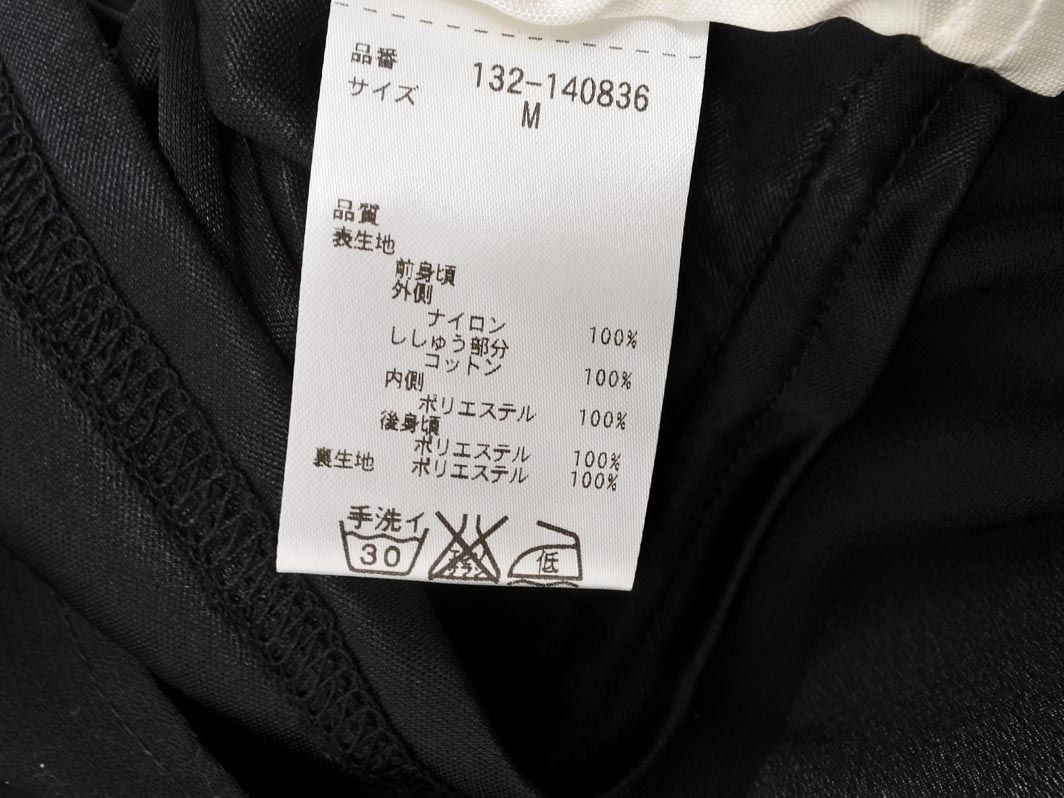 品番 132-140836
サイズ M
品質
表生地
前身頃
外側
ナイロン 100%
ししゅう部分
コットン 100%
内側
ポリエステル 100%
後身頃
ポリエステル 100%
裏生地 ポリエステル 100%
手洗イ
30
低